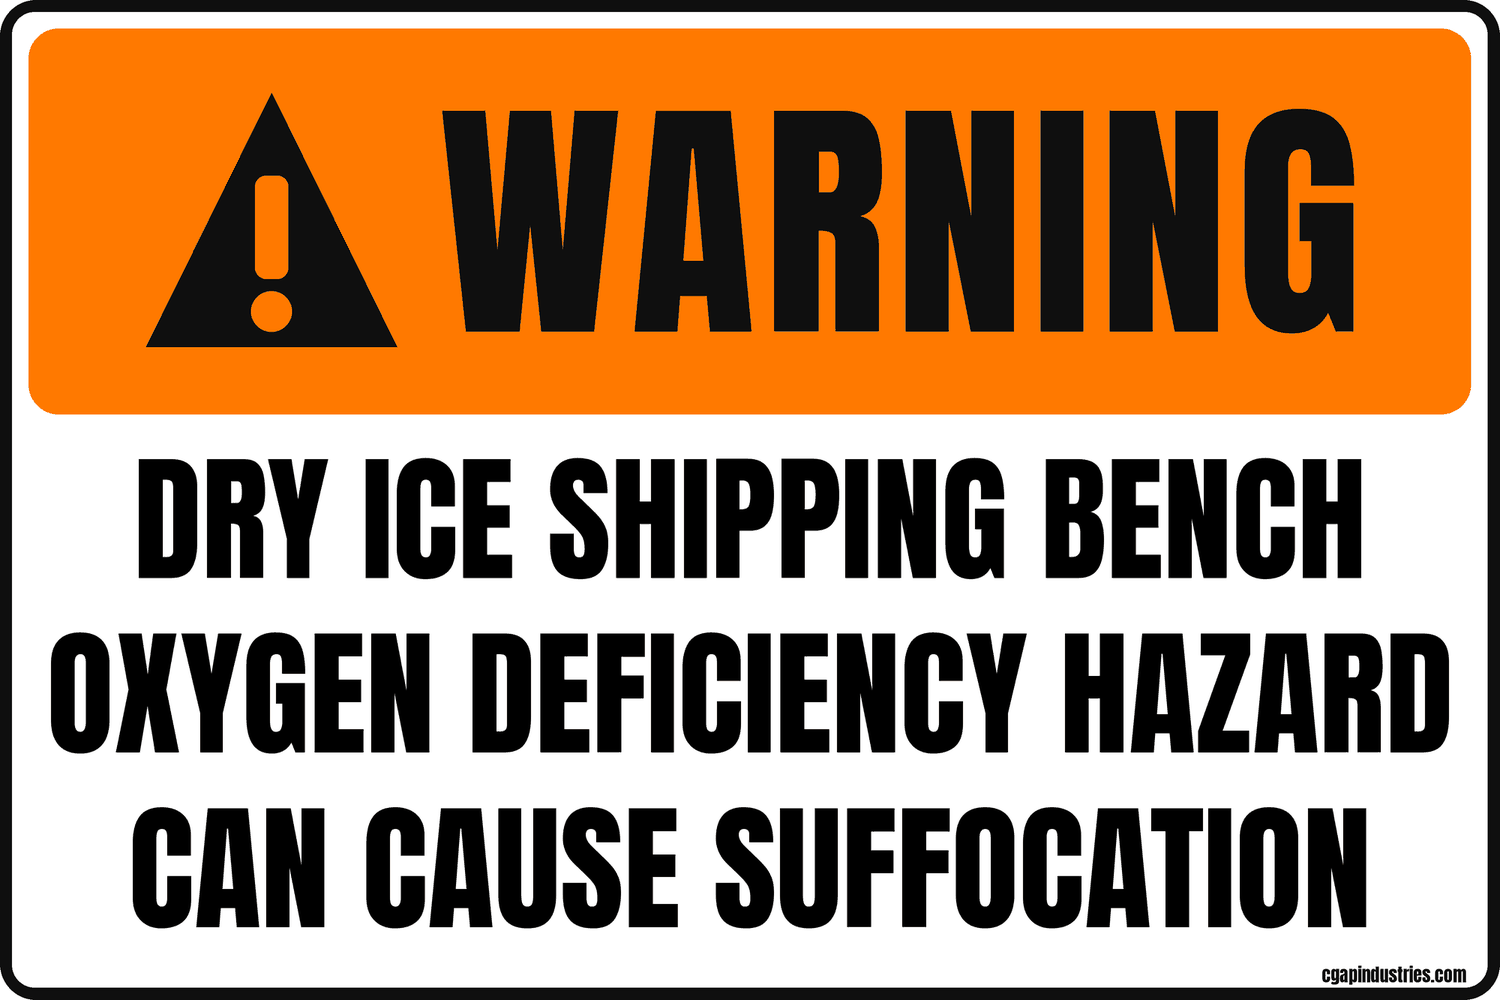 WARNING
DRY ICE SHIPPING BENCH
OXYGEN DEFICIENCY HAZARD
CAN CAUSE SUFFOCATION
cgapindustries.com